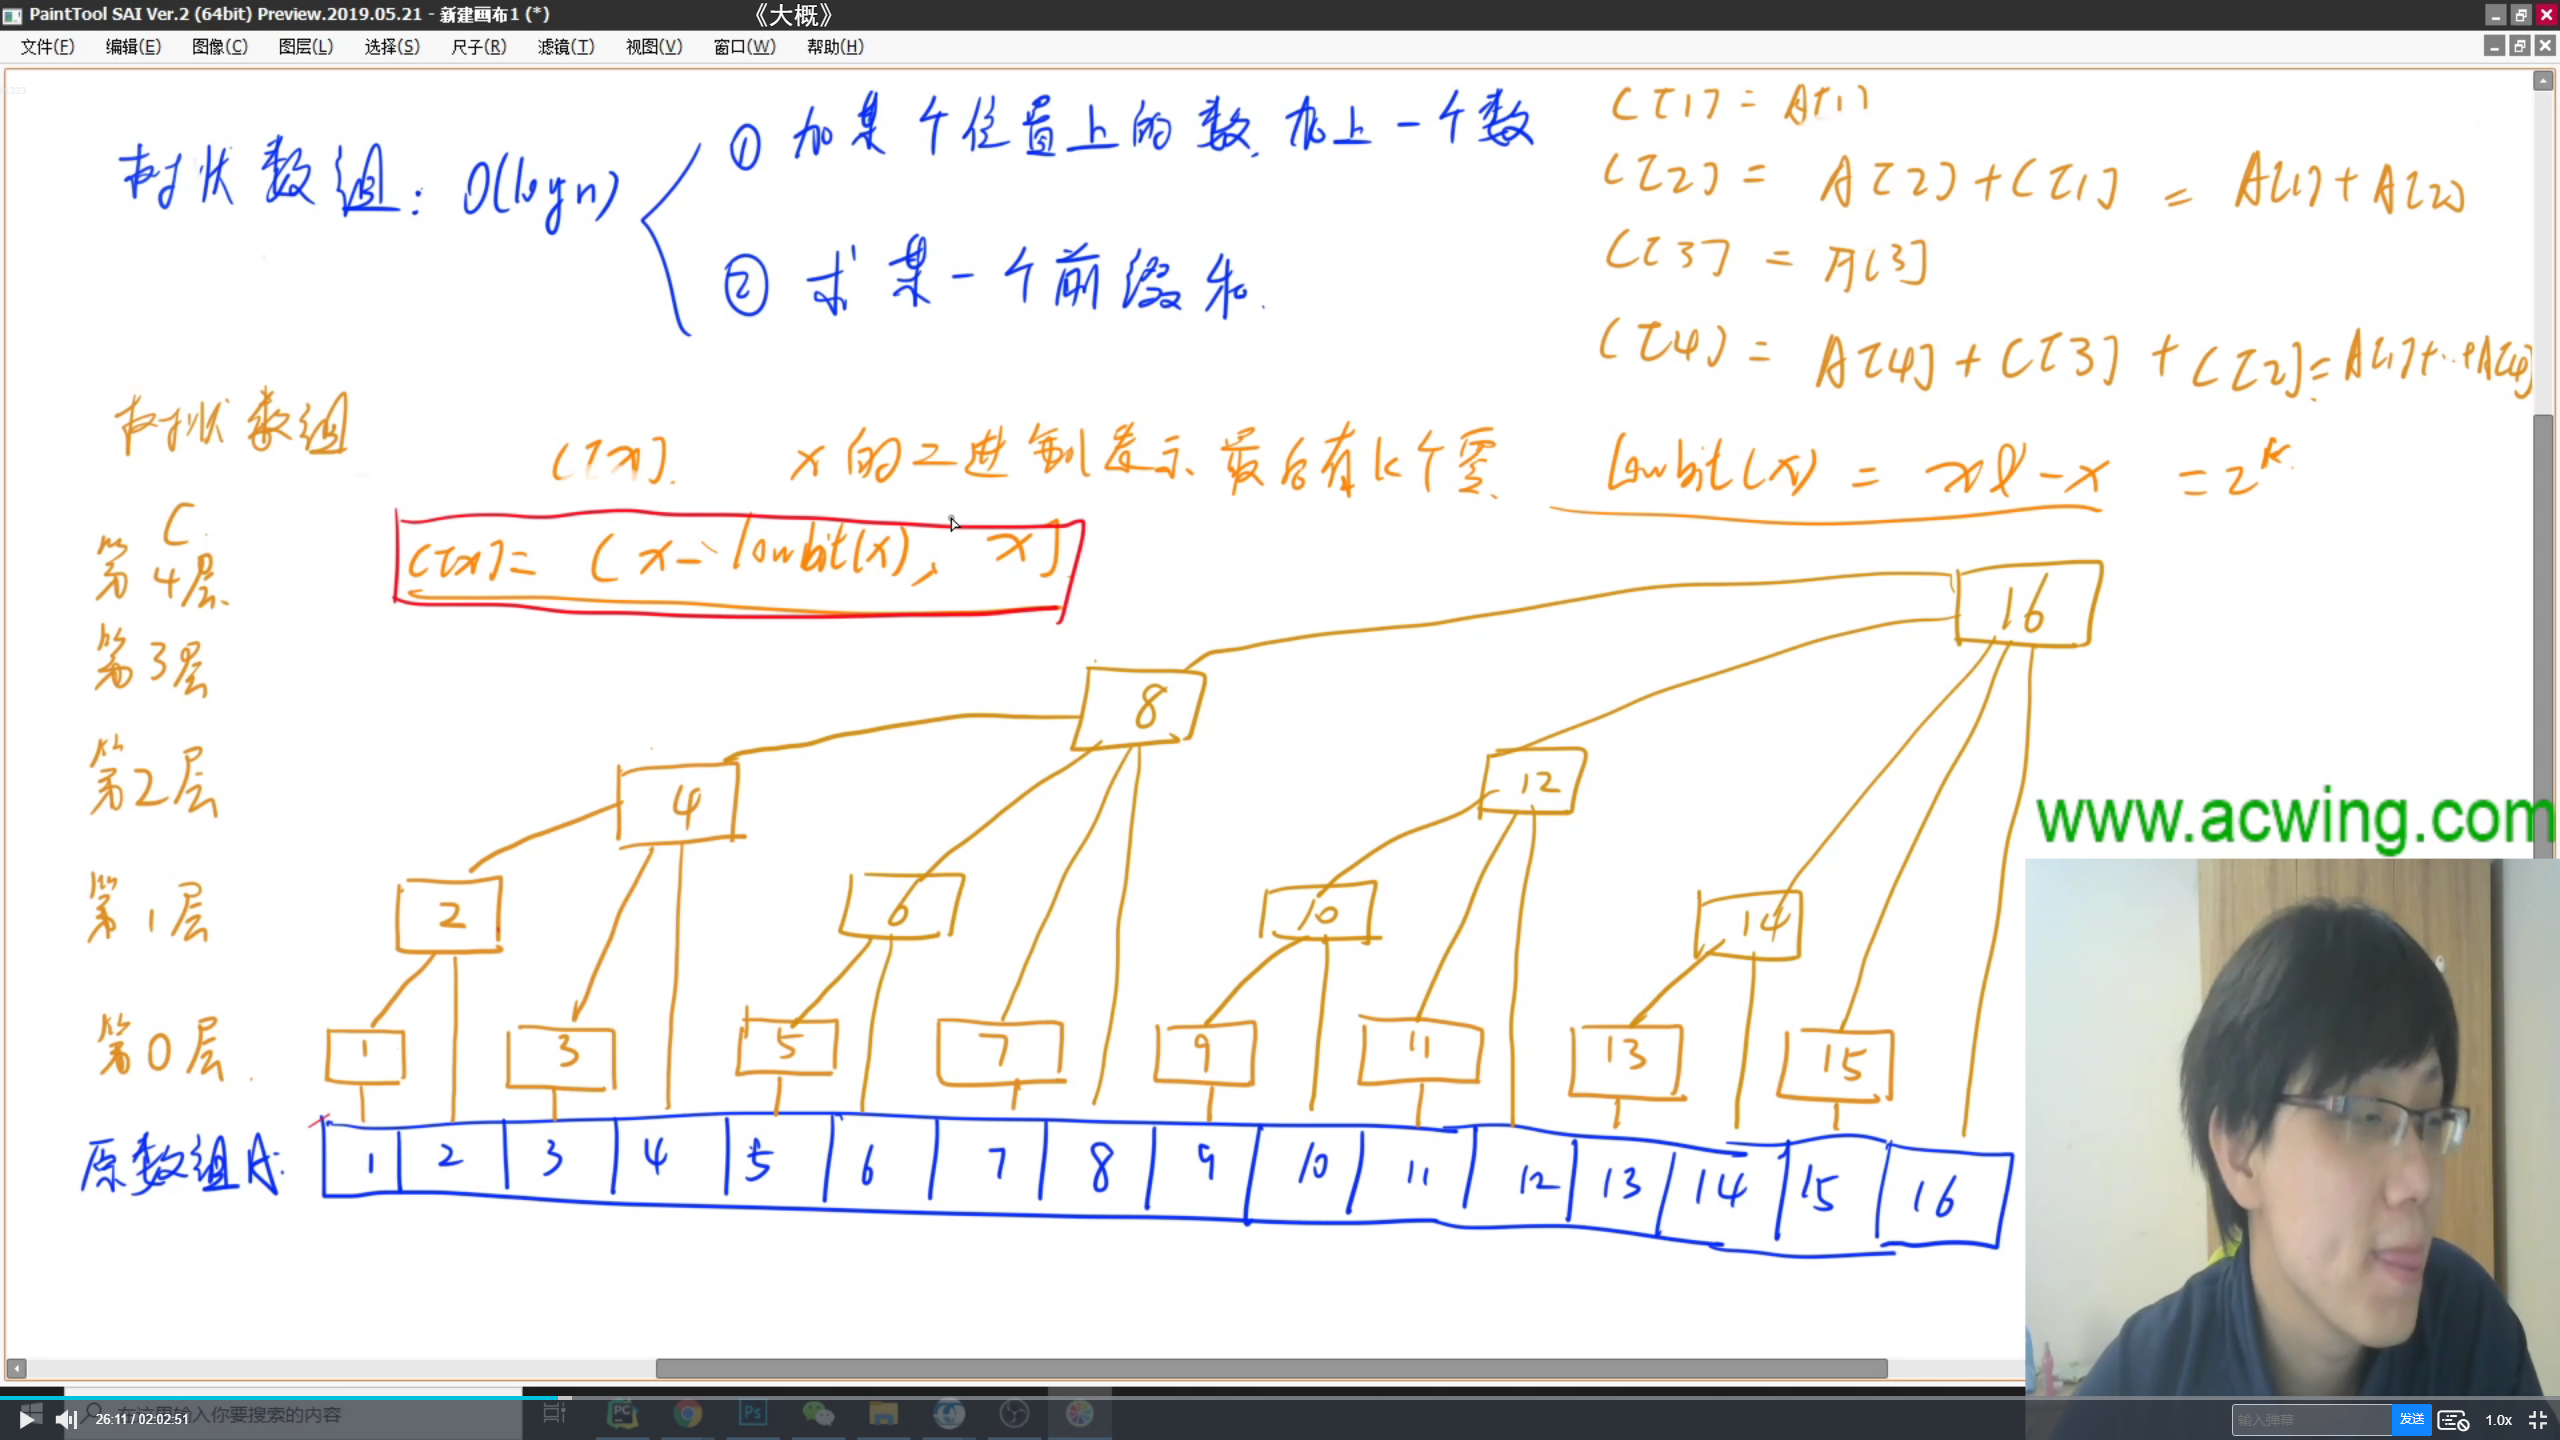 PaintTool SAI Ver.2 (64bit) Preview.2019.05.21 - 新建画布1 (*)
《大概》
文件(F) 编辑(E) 图像(C) 图层(L) 选择(S) 尺子(R) 滤镜(T) 视图(V) 窗口(W) 帮助(H)
树状数组: O(logn)
① 加某个位置上的数, 加上一个数
② 求某一个前缀和.
C[1] = A[1]
C[2] = A[2] + C[1] = A[1] + A[2]
C[3] = A[3]
C[4] = A[4] + C[3] + C[2] = A[1]+..+A[4]
树状数组
C[x]. x的二进制表示最后有k个零. lowbit(x) = x&-x = 2^k.
C
C[x] = (x-lowbit(x), x]
第4层.
第3层
第2层
第1层
第0层.
16
8
4
12
2
6
10
14
1 3 5 7 9 11 13 15
原数组A:
1 2 3 4 5 6 7 8 9 10 11 12 13 14 15 16
www.acwing.com
在这里输入你要搜索的内容
26:11 / 02:02:51
输入弹幕
发送
1.0x